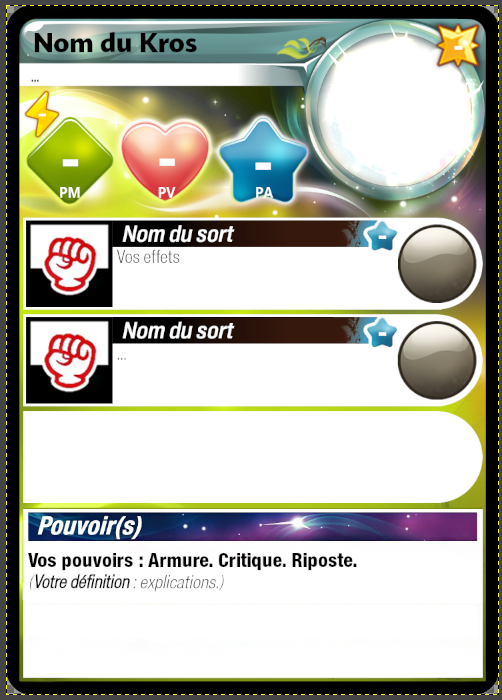 Nom du Kros
-
...
-
-
-
-
PM
PV
PA
Nom du sort
-
Vos effets
Nom du sort
-
...
Pouvoir(s)
Vos pouvoirs : Armure. Critique. Riposte.
(Votre définition : explications.)